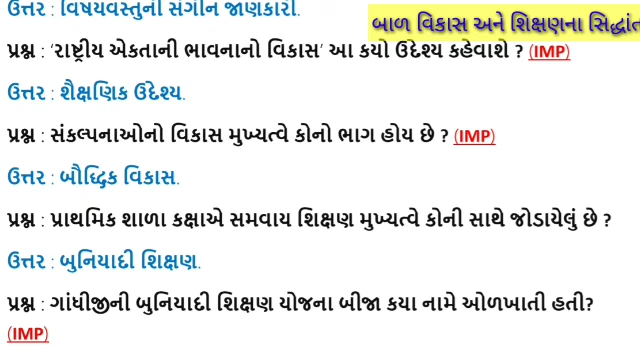 ઉત્તર : વિષયવસ્તુની સંગીન જાણકારી.
બાળ વિકાસ અને શિક્ષણના સિદ્ધાંત
પ્રશ્ન : ‘રાષ્ટ્રીય એકતાની ભાવનાનો વિકાસ’ આ કયો ઉદેશ્ય કહેવાશે ? (IMP)
ઉત્તર : શૈક્ષણિક ઉદેશ્ય.
પ્રશ્ન : સંકલ્પનાઓનો વિકાસ મુખ્યત્વે કોનો ભાગ હોય છે ? (IMP)
ઉત્તર : બૌધ્ધિક વિકાસ.
પ્રશ્ન : પ્રાથમિક શાળા કક્ષાએ સમવાય શિક્ષણ મુખ્યત્વે કોની સાથે જોડાયેલું છે ?
ઉત્તર : બુનિયાદી શિક્ષણ.
પ્રશ્ન : ગાંધીજીની બુનિયાદી શિક્ષણ યોજના બીજા કયા નામે ઓળખાતી હતી?
(IMP)